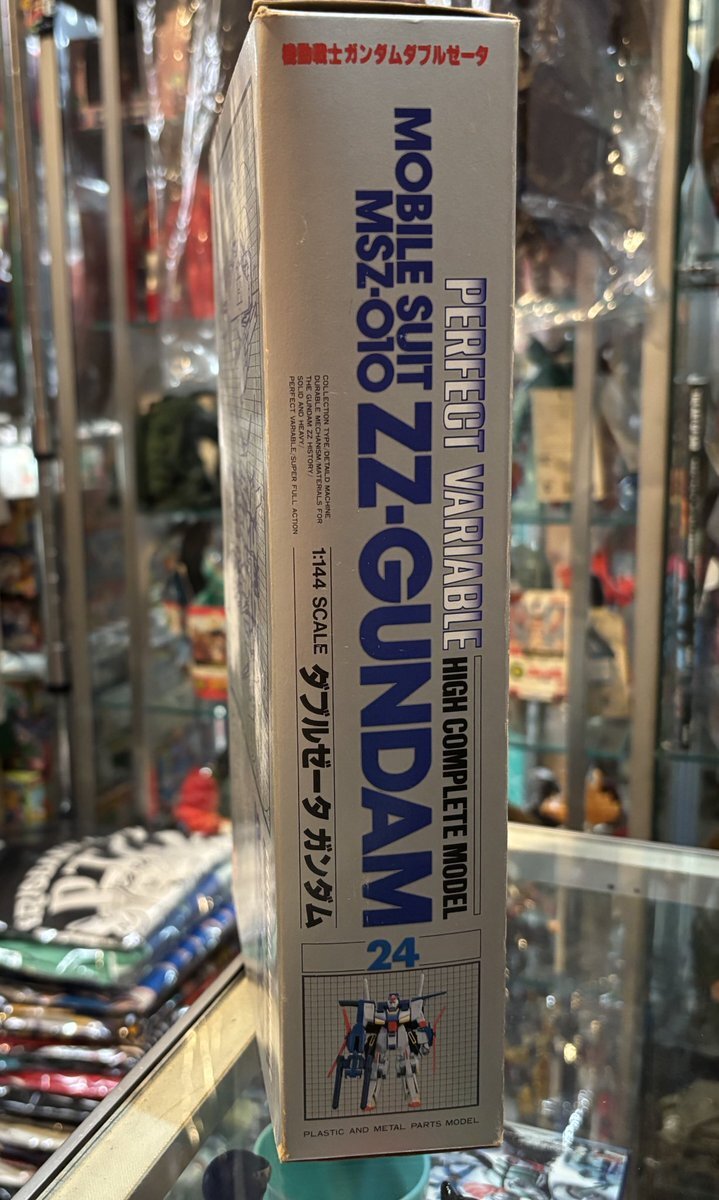 機動戦士ガンダムダブルゼータ
PERFECT VARIABLE HIGH COMPLETE MODEL
MOBILE SUIT
MSZ-010 ZZ-GUNDAM
COLLECTION TYPE/DETAILD MACHINE
DURABLE MECHANISM/MATERIALS FOR
THE GUNDAM ZZ HISTORY/
SOLID AND HEAVY/
PERFECT VARIABLE/SUPER FULL ACTION
1:144 SCALE ダブルゼータ ガンダム
24
PLASTIC AND METAL PARTS MODEL